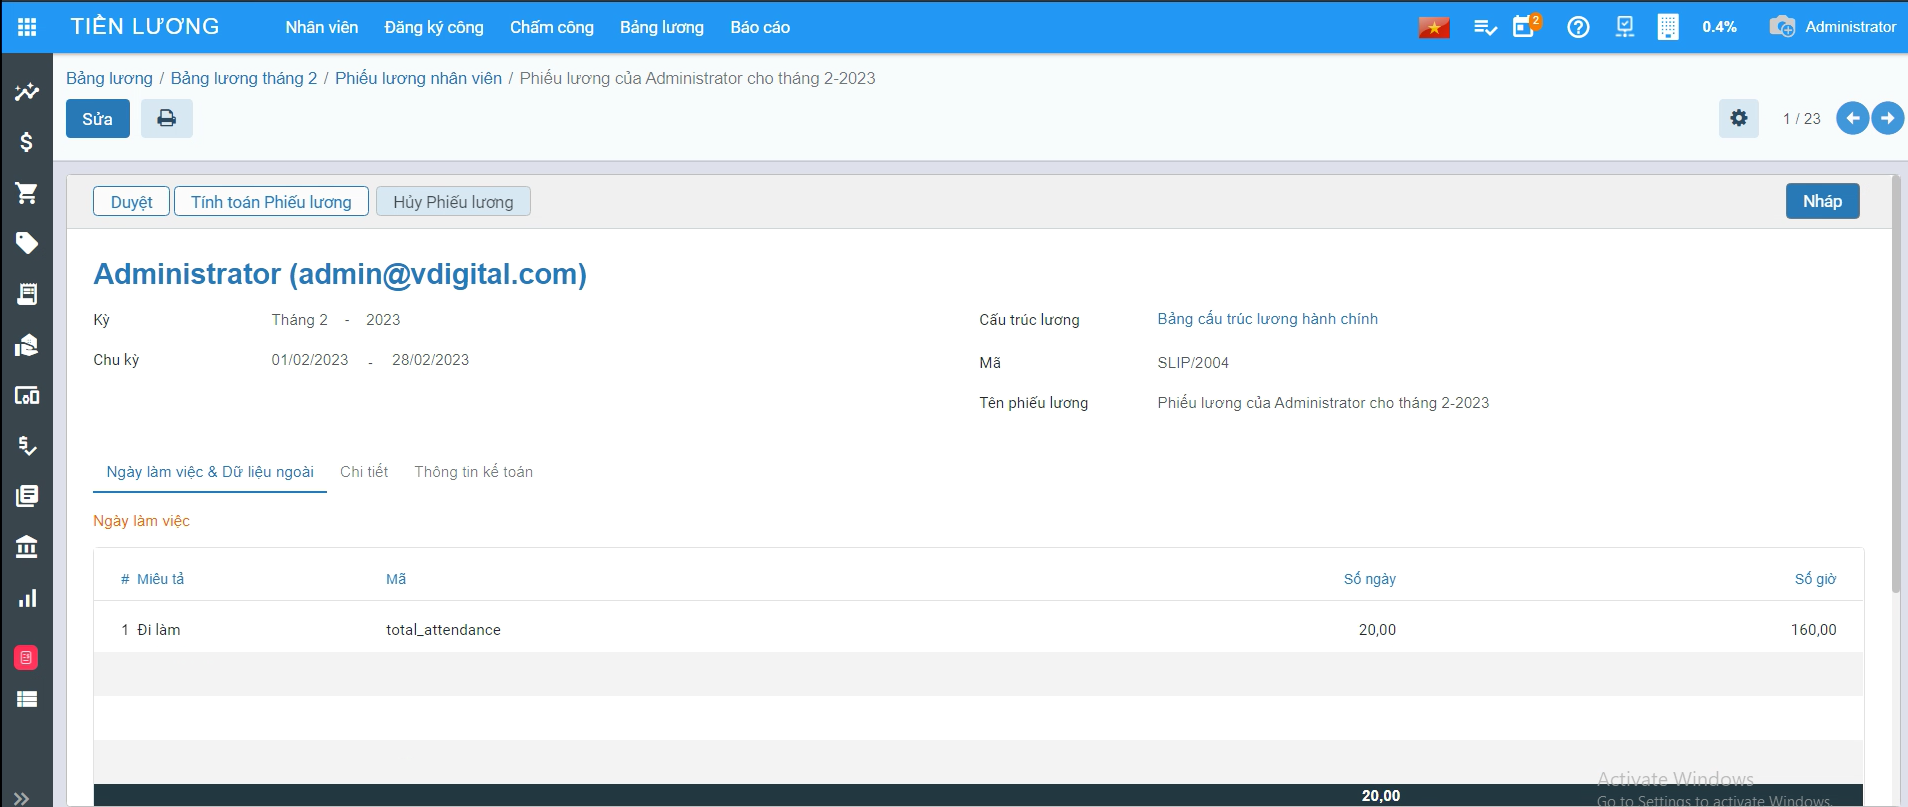 TIỀN LƯƠNG Nhân viên Đăng ký công Chấm công Bảng lương Báo cáo 2 0.4% Administrator
Bảng lương / Bảng lương tháng 2 / Phiếu lương nhân viên / Phiếu lương của Administrator cho tháng 2-2023
Sửa 1 / 23
Duyệt Tính toán Phiếu lương Hủy Phiếu lương Nháp
Administrator (admin@vdigital.com)
Kỳ Tháng 2 - 2023 Cấu trúc lương Bảng cấu trúc lương hành chính
Chu kỳ 01/02/2023 - 28/02/2023 Mã SLIP/2004
Tên phiếu lương Phiếu lương của Administrator cho tháng 2-2023
Ngày làm việc & Dữ liệu ngoài Chi tiết Thông tin kế toán
Ngày làm việc
# Miêu tả Mã Số ngày Số giờ
1 Đi làm total_attendance 20,00 160,00
Activate Windows
20,00 Go to Settings to activate Windows.